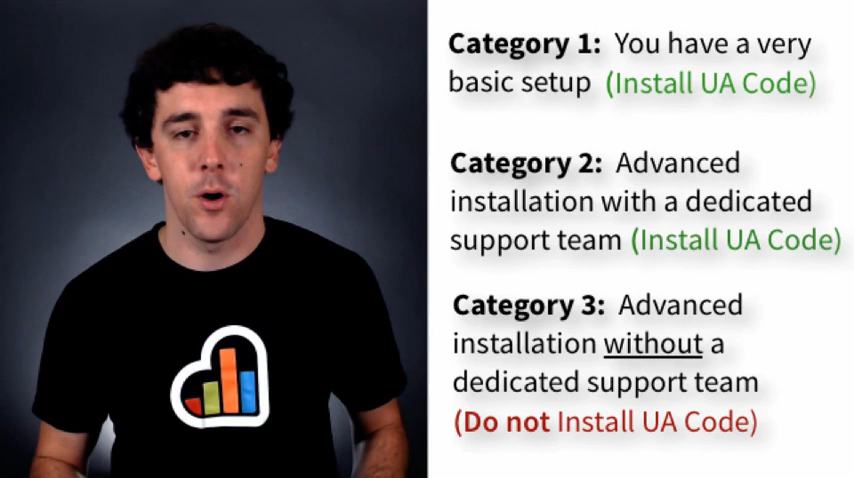 Category 1: You have a very
basic setup (Install UA Code)
Category 2: Advanced
installation with a dedicated
support team (Install UA Code)
Category 3: Advanced
installation without a
dedicated support team
(Do not Install UA Code)